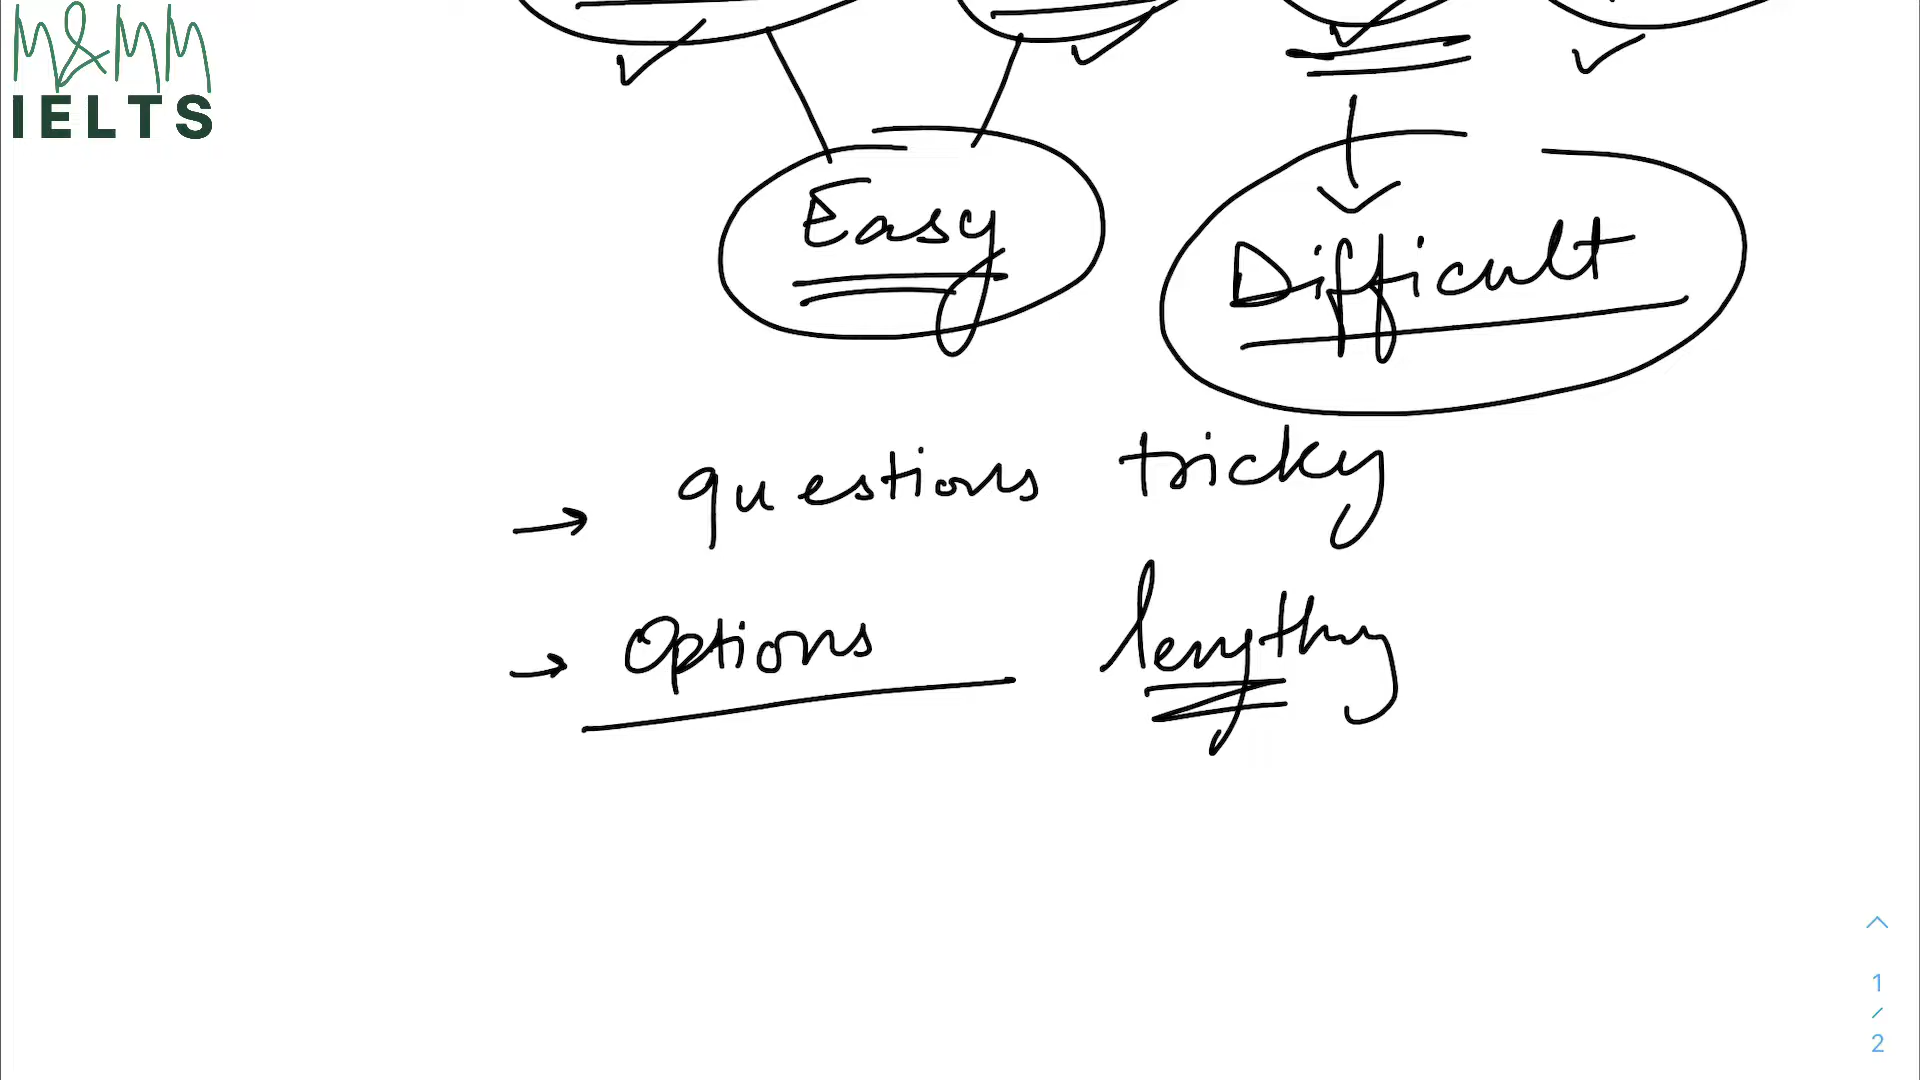 M&MM
IELTS
Easy
Difficult
→ questions tricky
→ Options lengthy
1
/
2